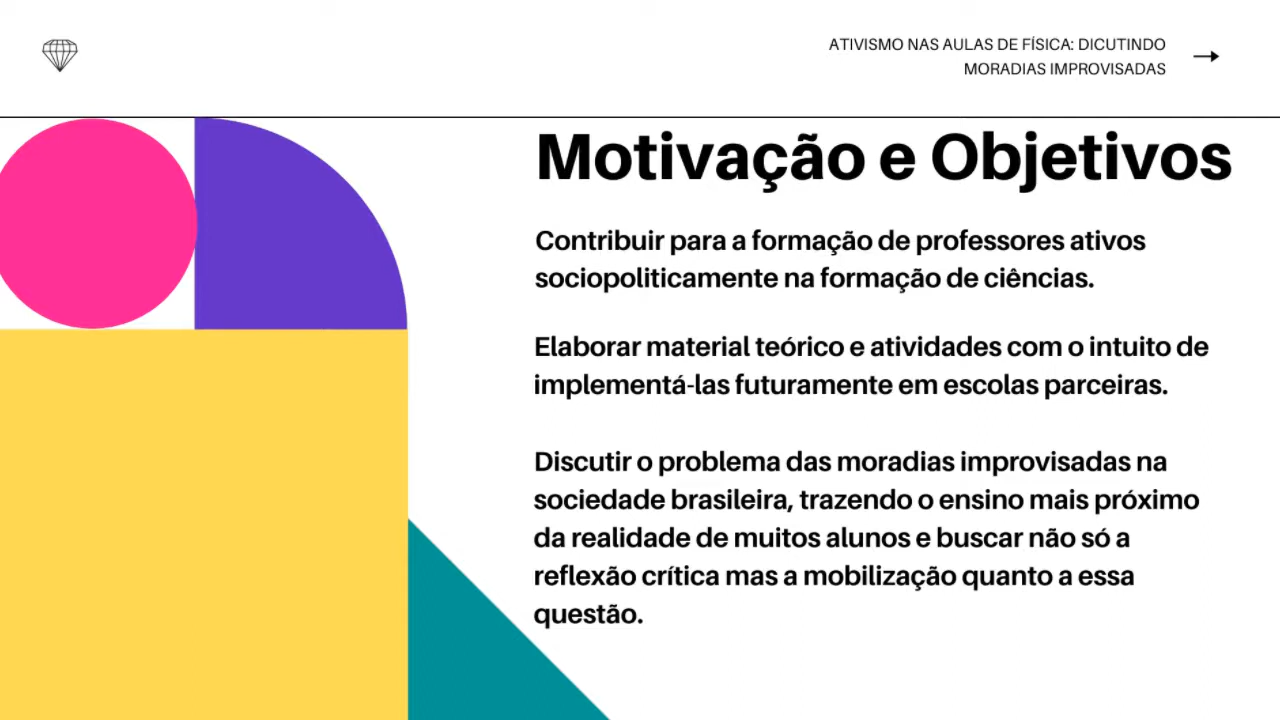 ATIVISMO NAS AULAS DE FÍSICA: DICUTINDO
MORADIAS IMPROVISADAS
Motivação e Objetivos
Contribuir para a formação de professores ativos
sociopoliticamente na formação de ciências.
Elaborar material teórico e atividades com o intuito de
implementá-las futuramente em escolas parceiras.
Discutir o problema das moradias improvisadas na
sociedade brasileira, trazendo o ensino mais próximo
da realidade de muitos alunos e buscar não só a
reflexão crítica mas a mobilização quanto a essa
questão.